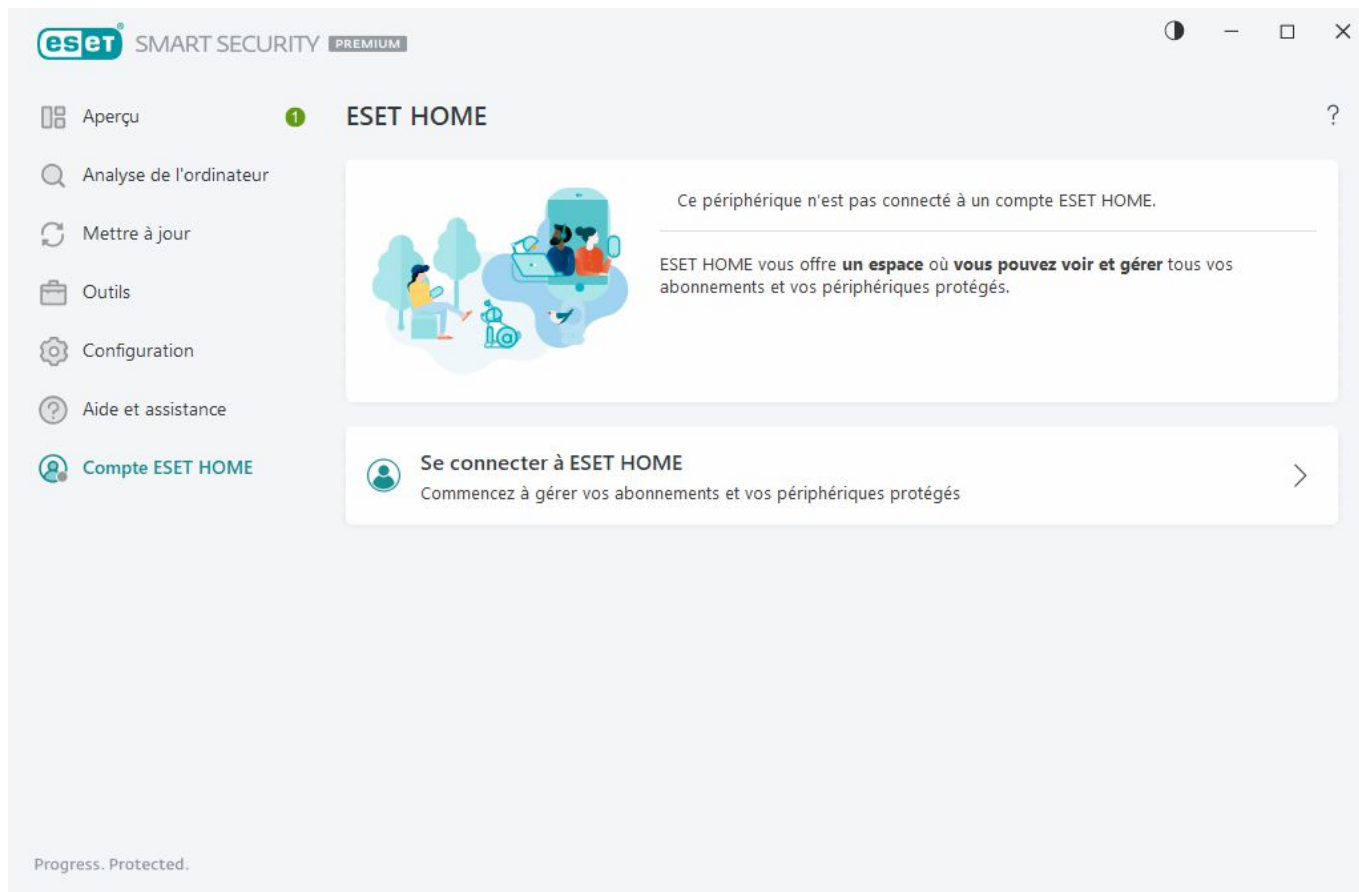 eset® SMART SECURITY PREMIUM
Aperçu 1
Analyse de l'ordinateur
Mettre à jour
Outils
Configuration
Aide et assistance
Compte ESET HOME
ESET HOME ?
Ce périphérique n'est pas connecté à un compte ESET HOME.
ESET HOME vous offre un espace où vous pouvez voir et gérer tous vos
abonnements et vos périphériques protégés.
Se connecter à ESET HOME
Commencez à gérer vos abonnements et vos périphériques protégés
Progress. Protected.